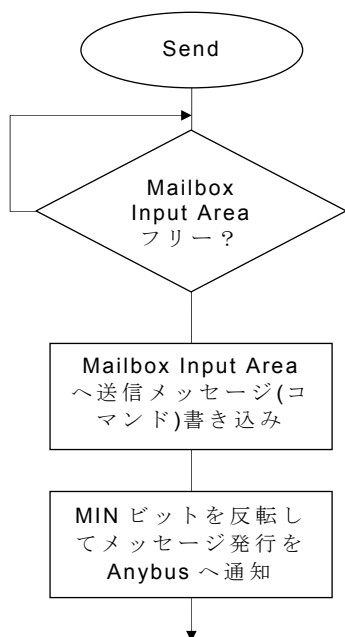 Send
Mailbox
Input Area
フリー？
Mailbox Input Area
へ送信メッセージ(コ
マンド)書き込み
MIN ビットを反転し
てメッセージ発行を
Anybus へ通知